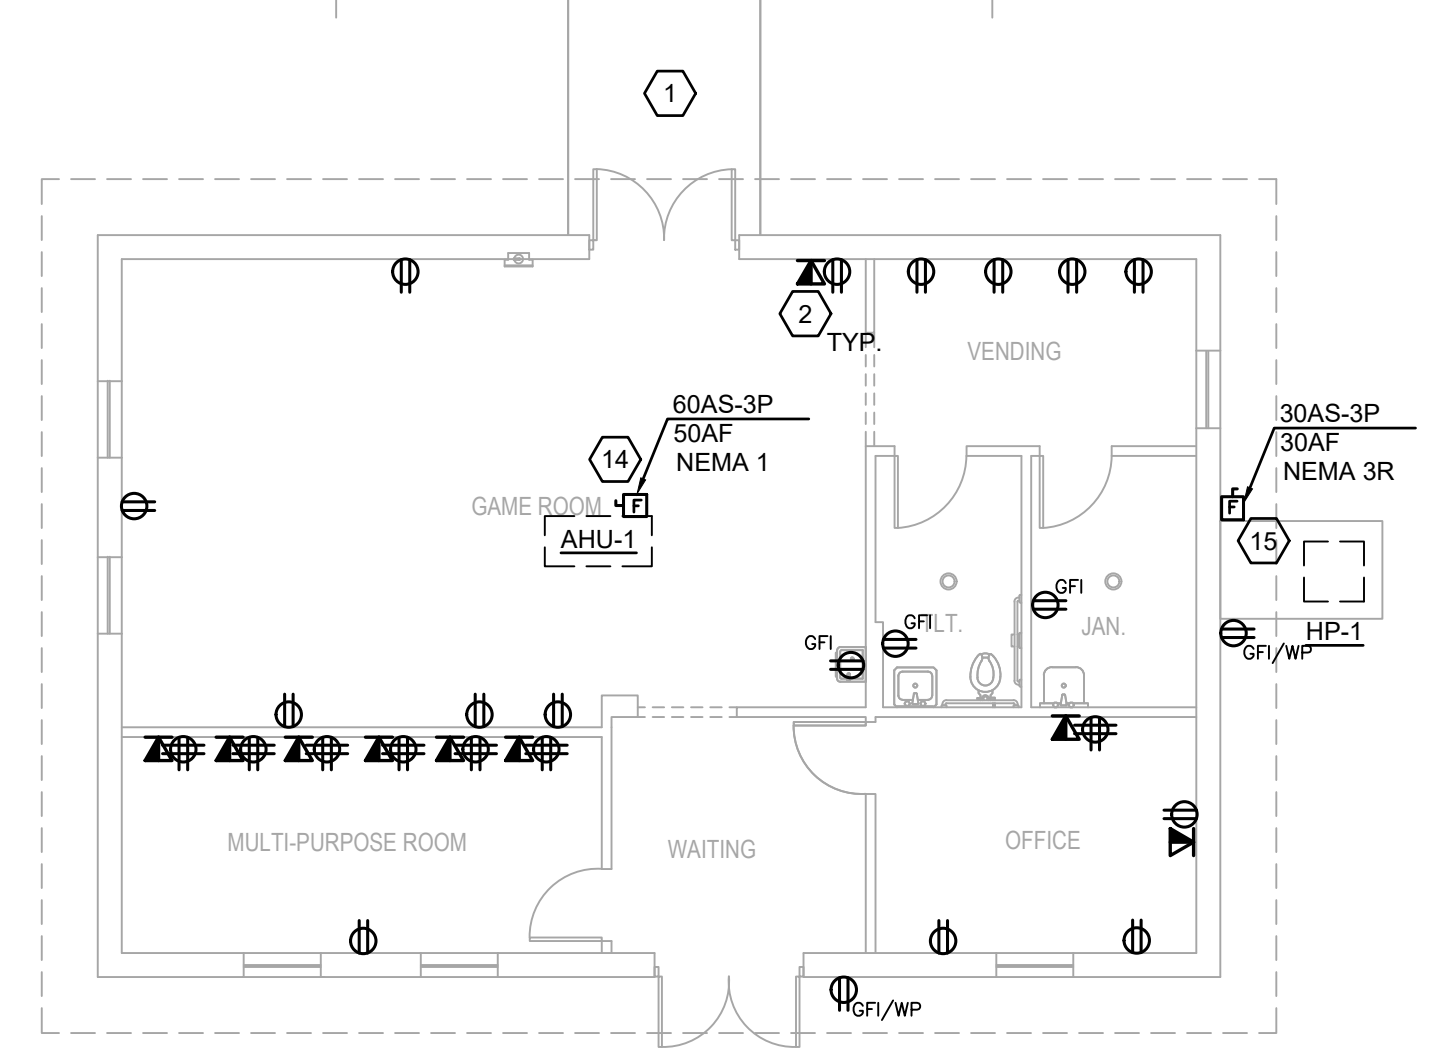 1
2
TYP.
VENDING
60AS-3P
50AF
NEMA 1
14
GAME ROOM
F
AHU-1
30AS-3P
30AF
NEMA 3R
F
15
HP-1
GFI/WP
GFI
GFI
GFI
TLT.
JAN.
MULTI-PURPOSE ROOM
WAITING
OFFICE
GFI/WP